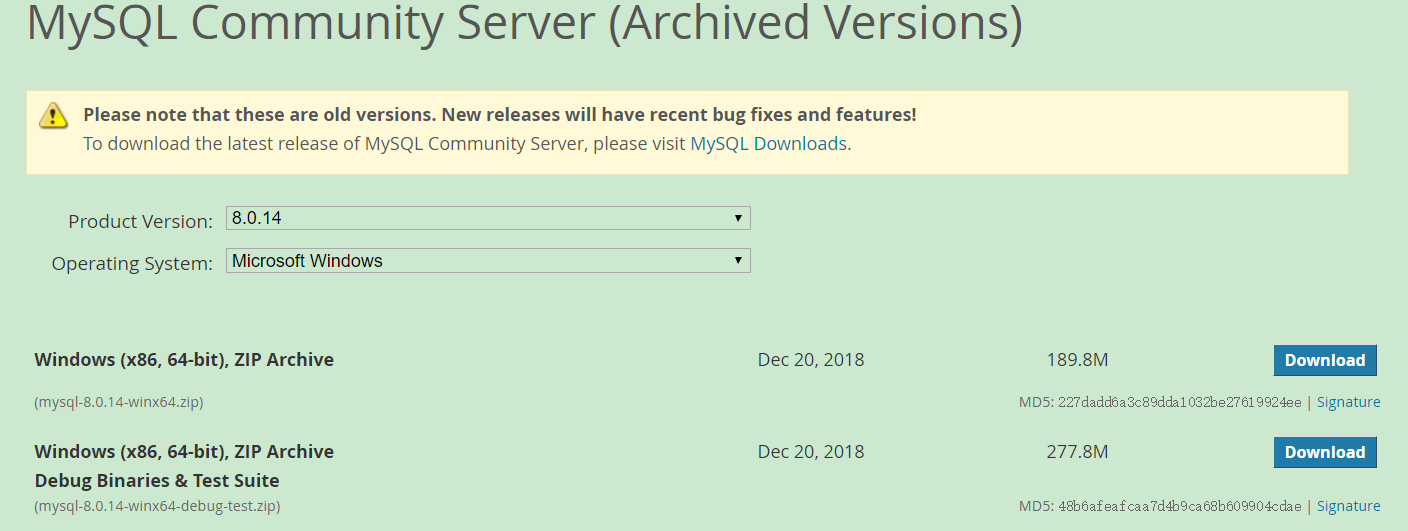 MySQL Community Server (Archived Versions)
Please note that these are old versions. New releases will have recent bug fixes and features!
To download the latest release of MySQL Community Server, please visit MySQL Downloads.
Product Version: 8.0.14
Operating System: Microsoft Windows
Windows (x86, 64-bit), ZIP Archive Dec 20, 2018 189.8M Download
(mysql-8.0.14-winx64.zip) MD5: 227dadd6a3c89dda1032be27619924ee | Signature
Windows (x86, 64-bit), ZIP Archive Dec 20, 2018 277.8M Download
Debug Binaries & Test Suite
(mysql-8.0.14-winx64-debug-test.zip) MD5: 48b6afeafcaa7d4b9ca68b609904cdae | Signature